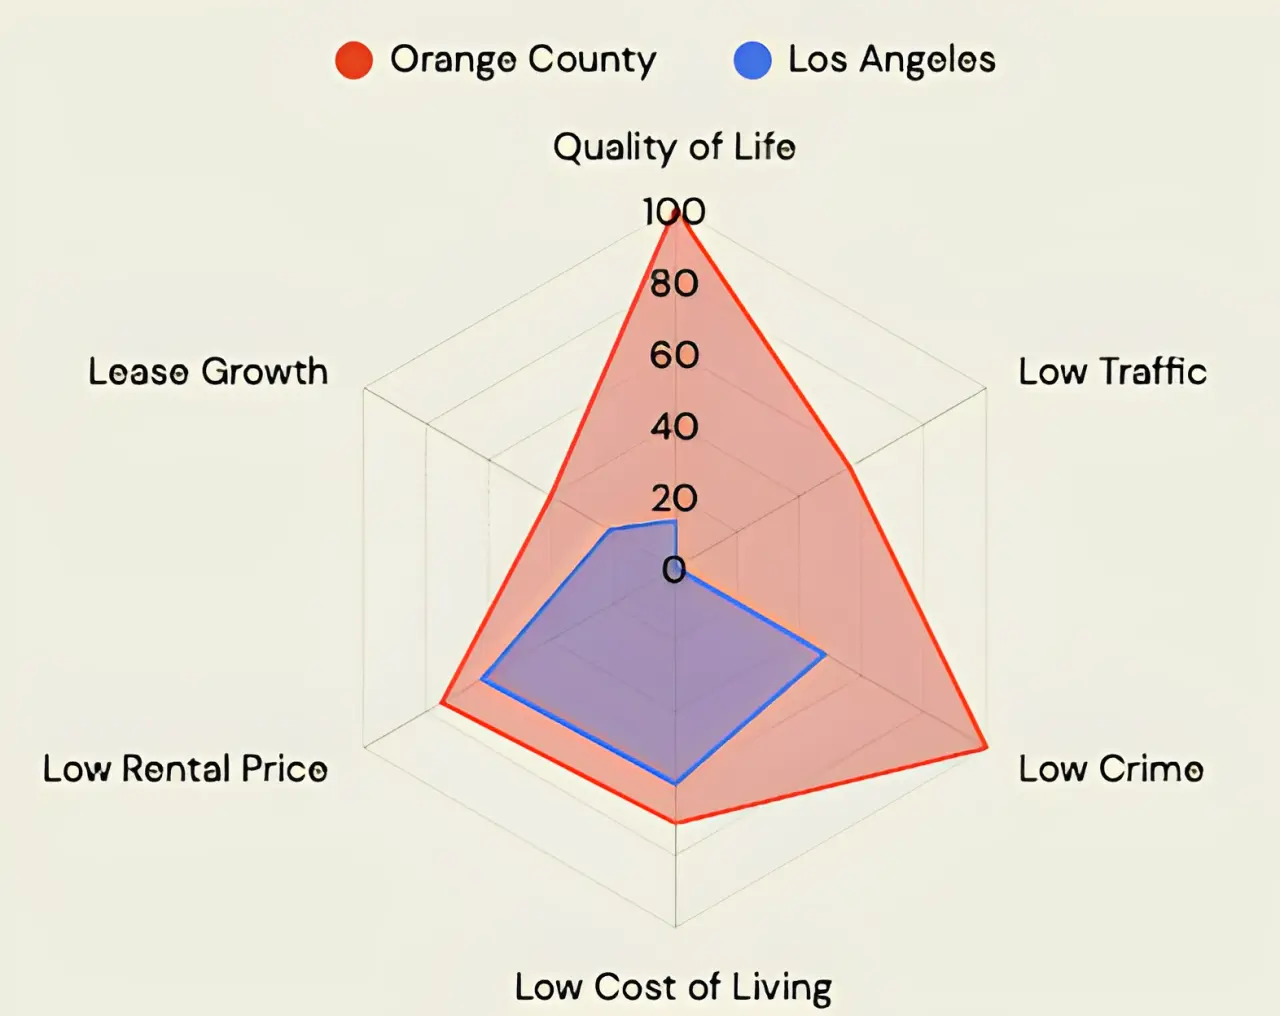 Orange County
Los Angeles
Quality of Life
100
80
60
40
20
0
Lease Growth
Low Traffic
Low Rental Price
Low Crime
Low Cost of Living